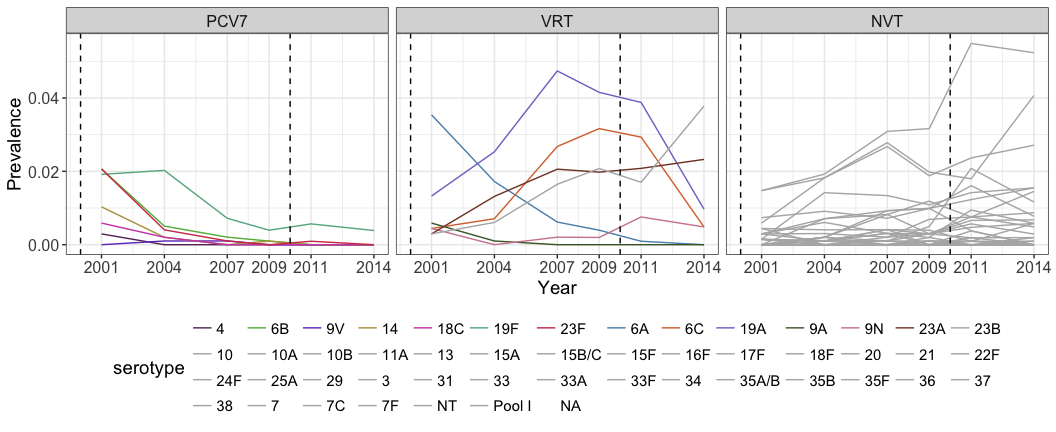 PCV7 VRT NVT
0.04
0.02
0.00
Prevalence
2001 2004 2007 2009 2011 2014 2001 2004 2007 2009 2011 2014 2001 2004 2007 2009 2011 2014
Year
4 6B 9V 14 18C 19F 23F 6A 6C 19A 9A 9N 23A 23B
10 10A 10B 11A 13 15A 15B/C 15F 16F 17F 18F 20 21 22F
serotype
24F 25A 29 3 31 33 33A 33F 34 35A/B 35B 35F 36 37
38 7 7C 7F NT Pool I NA